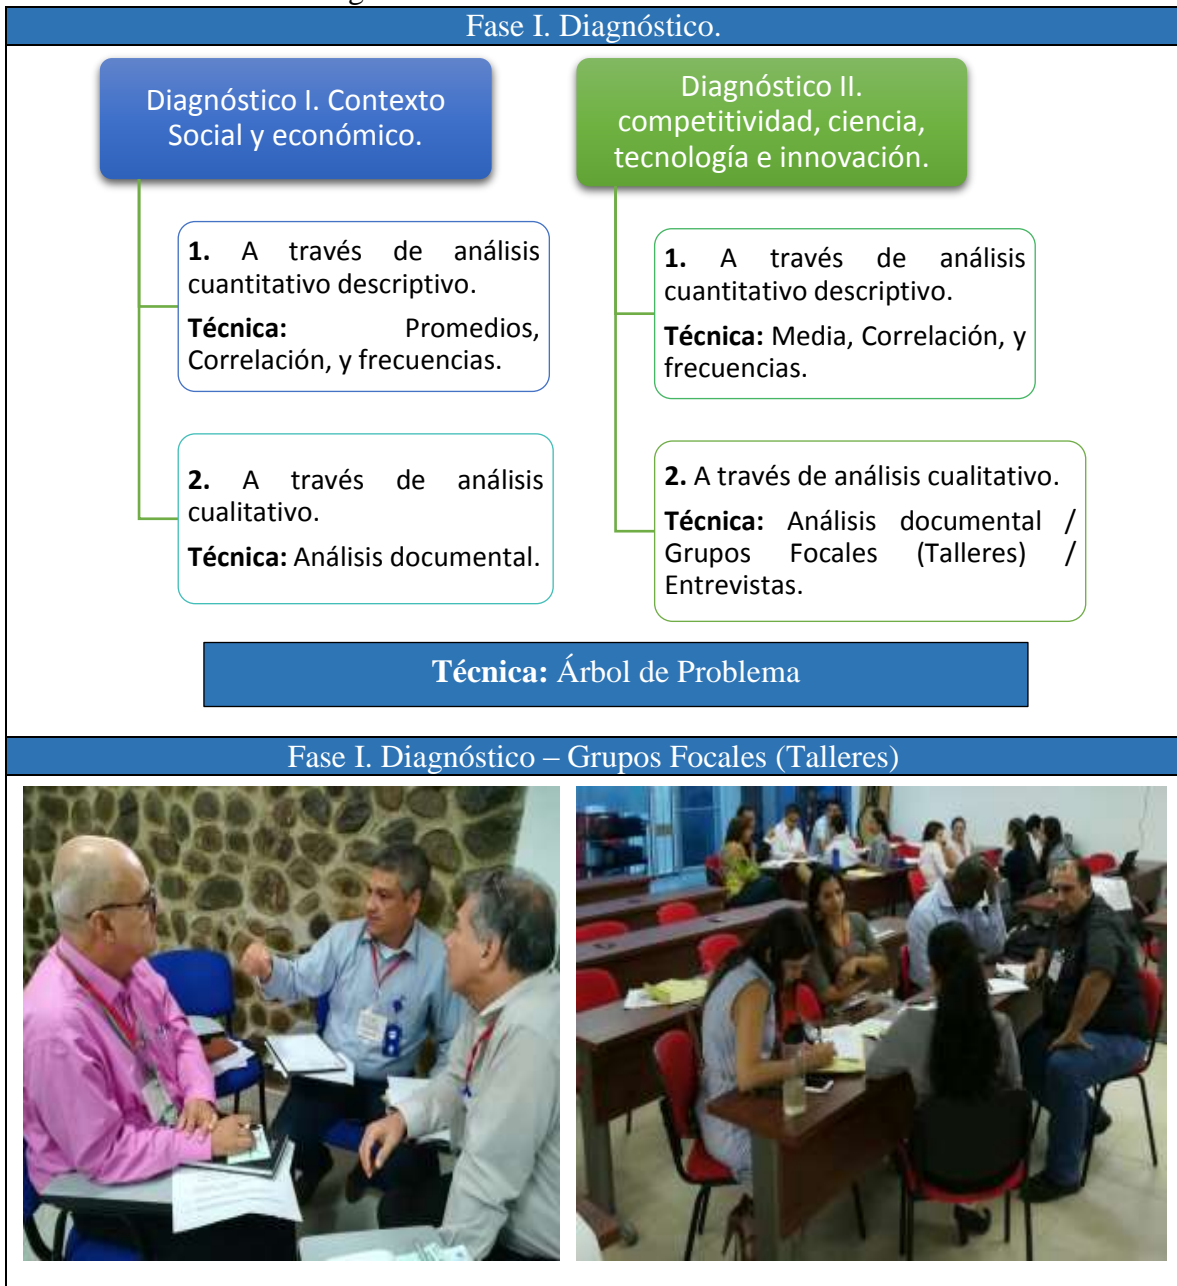 Fase I. Diagnóstico.
Diagnóstico I. Contexto
Social y económico.
Diagnóstico II.
competitividad, ciencia,
tecnología e innovación.
1. A través de análisis
cuantitativo descriptivo.
Técnica: Promedios,
Correlación, y frecuencias.
1. A través de análisis
cuantitativo descriptivo.
Técnica: Media, Correlación, y
frecuencias.
2. A través de análisis
cualitativo.
Técnica: Análisis documental.
2. A través de análisis cualitativo.
Técnica: Análisis documental /
Grupos Focales (Talleres) /
Entrevistas.
Técnica: Árbol de Problema
Fase I. Diagnóstico – Grupos Focales (Talleres)